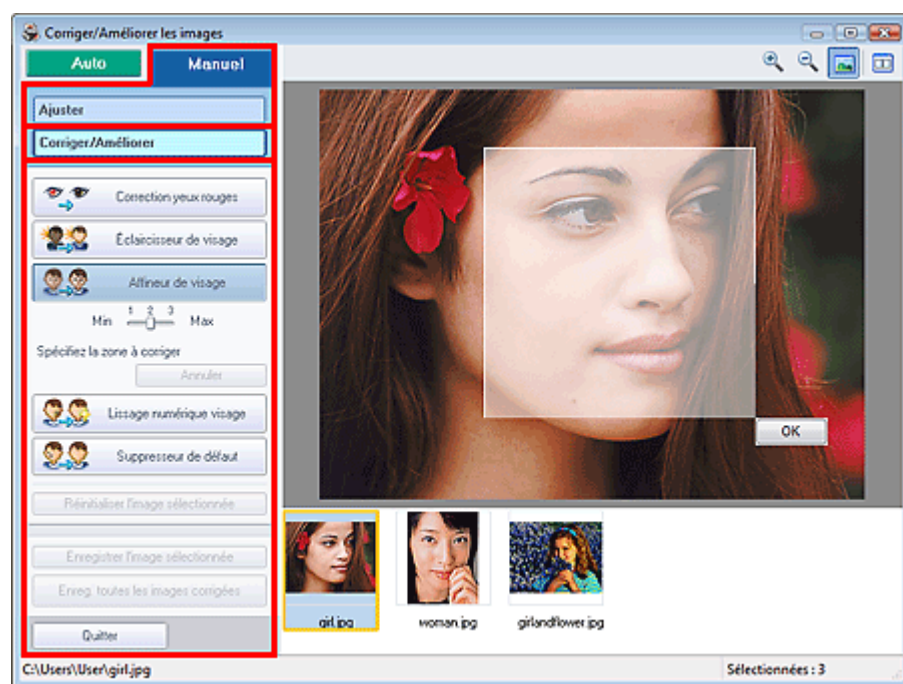 Corriger/Améliorer les images
Auto Manuel
Ajuster
Corriger/Améliorer
Correction yeux rouges
Éclaircisseur de visage
Affineur de visage
1 2 3
Min Max
Spécifiez la zone à corriger
Annuler
Lissage numérique visage
Suppresseur de défaut
Réinitialiser l'image sélectionnée
Enregistrer l'image sélectionnée
Enreg. toutes les images corrigées
Quitter
OK
girl.jpg woman.jpg girlandflower.jpg
C:\Users\User\girl.jpg Sélectionnées : 3